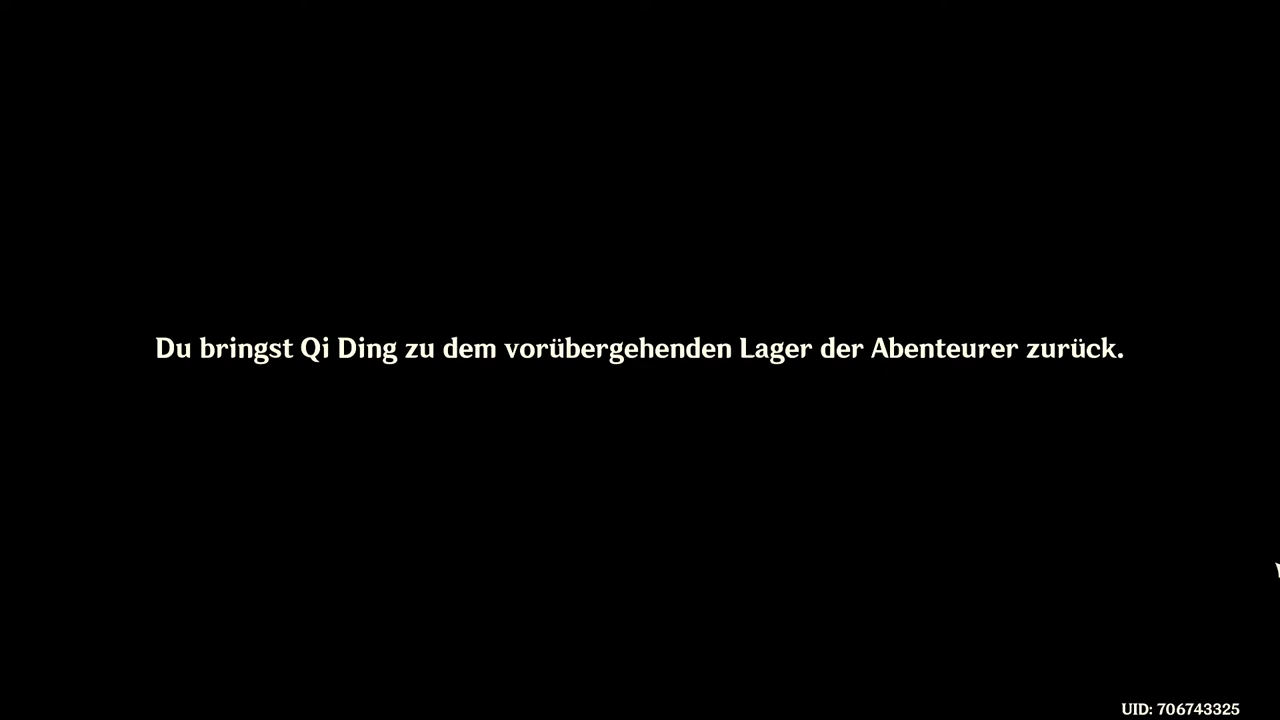 Du bringst Qi Ding zu dem vorübergehenden Lager der Abenteurer zurück.
UID: 706743325